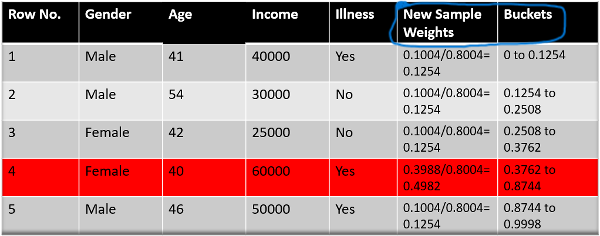 Row No. Gender Age Income Illness New Sample Weights Buckets
1 Male 41 40000 Yes 0.1004/0.8004= 0.1254 0 to 0.1254
2 Male 54 30000 No 0.1004/0.8004= 0.1254 0.1254 to 0.2508
3 Female 42 25000 No 0.1004/0.8004= 0.1254 0.2508 to 0.3762
4 Female 40 60000 Yes 0.3988/0.8004= 0.4982 0.3762 to 0.8744
5 Male 46 50000 Yes 0.1004/0.8004= 0.1254 0.8744 to 0.9998